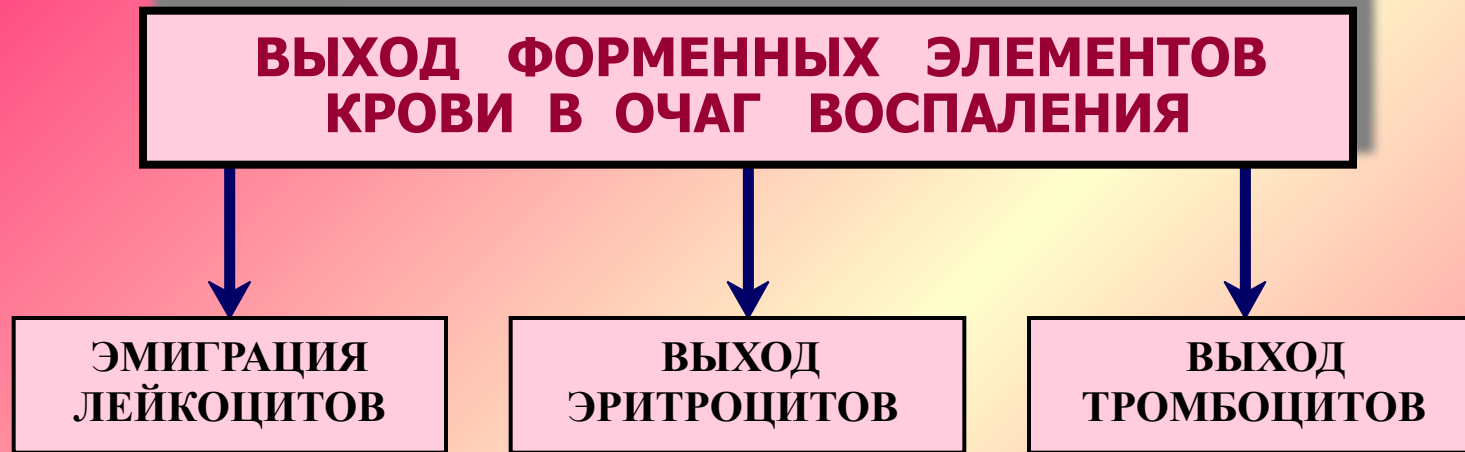 ВЫХОД ФОРМЕННЫХ ЭЛЕМЕНТОВ
КРОВИ В ОЧАГ ВОСПАЛЕНИЯ
ЭМИГРАЦИЯ
ЛЕЙКОЦИТОВ
ВЫХОД
ЭРИТРОЦИТОВ
ВЫХОД
ТРОМБОЦИТОВ